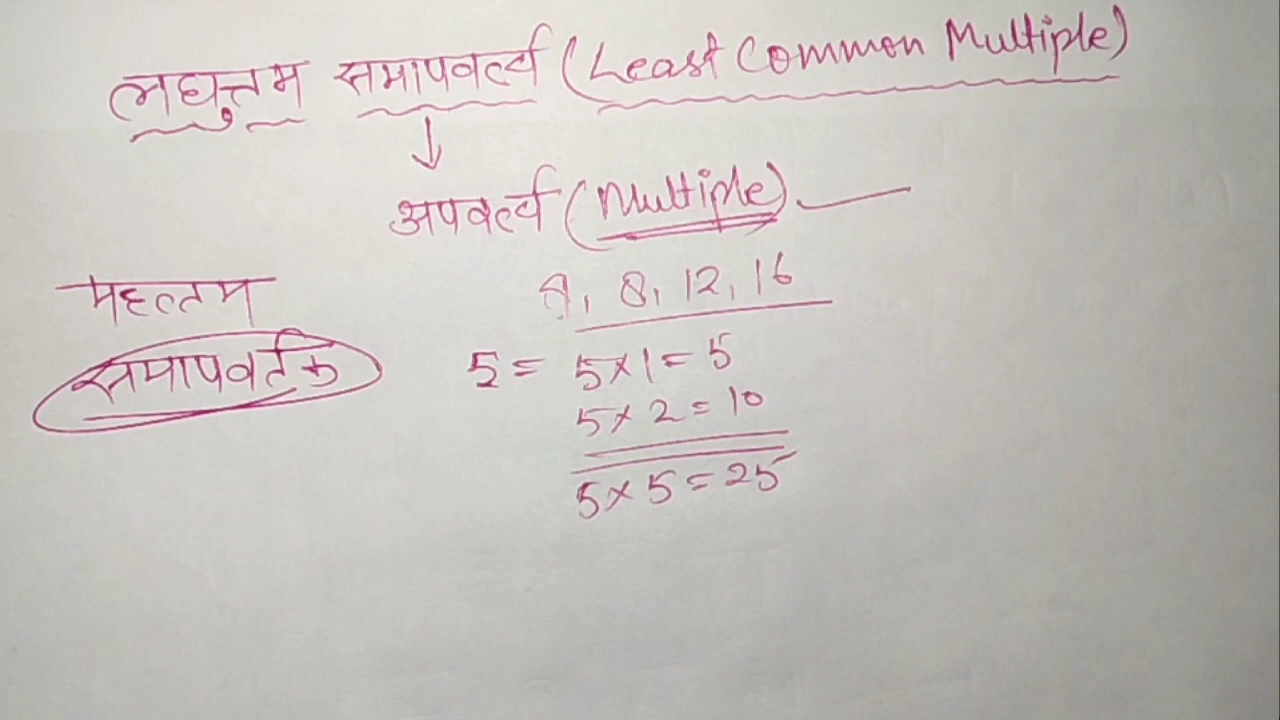 लघुत्तम समापवर्त्य (Least Common Multiple)
↓
अपवर्त्य (Multiple)
4, 8, 12, 16
महत्तम
समापवर्तक
5 = 5×1=5
5×2=10
5×5=25